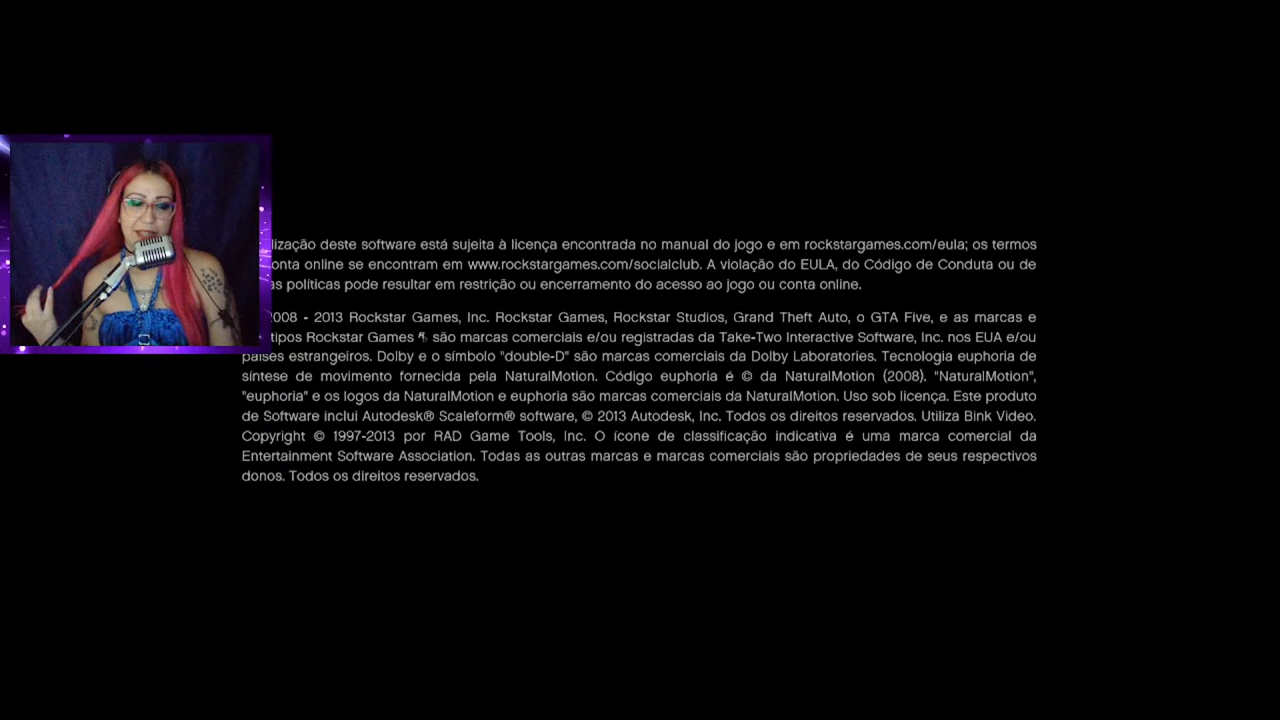 deste software está sujeita à licença encontrada no manual do jogo e em rockstargames.com/eula; os termos
online se encontram em www.rockstargames.com/socialclub. A violação do EULA, do Código de Conduta ou de
políticas pode resultar em restrição ou encerramento do acesso ao jogo ou conta online.
2008 - 2013 Rockstar Games, Inc. Rockstar Games, Rockstar Studios, Grand Theft Auto, o GTA Five, e as marcas e
Rockstar Games são marcas comerciais e/ou registradas da Take-Two Interactive Software, Inc. nos EUA e/ou
países estrangeiros. Dolby e o símbolo "double-D" são marcas comerciais da Dolby Laboratories. Tecnologia euphoria de
síntese de movimento fornecida pela NaturalMotion. Código euphoria é © da NaturalMotion (2008). "NaturalMotion",
"euphoria" e os logos da NaturalMotion e euphoria são marcas comerciais da NaturalMotion. Uso sob licença. Este produto
de Software inclui Autodesk® Scaleform® software, © 2013 Autodesk, Inc. Todos os direitos reservados. Utiliza Bink Video.
Copyright © 1997-2013 por RAD Game Tools, Inc. O ícone de classificação indicativa é uma marca comercial da
Entertainment Software Association. Todas as outras marcas e marcas comerciais são propriedades de seus respectivos
donos. Todos os direitos reservados.